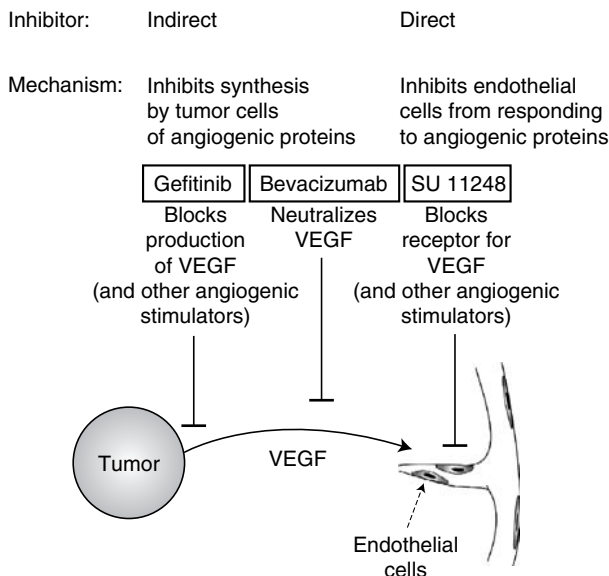 Inhibitor: Indirect Direct
Mechanism: Inhibits synthesis
by tumor cells
of angiogenic proteins
Inhibits endothelial
cells from responding
to angiogenic proteins
Gefitinib
Blocks
production
of VEGF
(and other angiogenic
stimulators)
Bevacizumab
Neutralizes
VEGF
SU 11248
Blocks
receptor for
VEGF
(and other angiogenic
stimulators)
Tumor
VEGF
Endothelial
cells